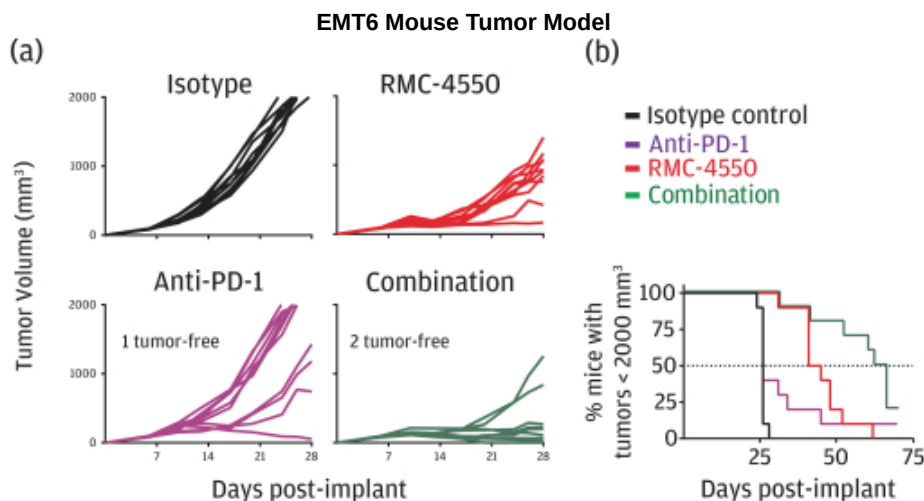 EMT6 Mouse Tumor Model
(a)
Isotype
RMC-4550
2000
1000
0
Anti-PD-1
Combination
2000
1 tumor-free
2 tumor-free
1000
0
7
14
21
28
7
14
21
28
Tumor Volume (mm³)
Days post-implant
(b)
Isotype control
Anti-PD-1
RMC-4550
Combination
% mice with
tumors < 2000 mm³
100
75
50
25
0
25
50
75
Days post-implant